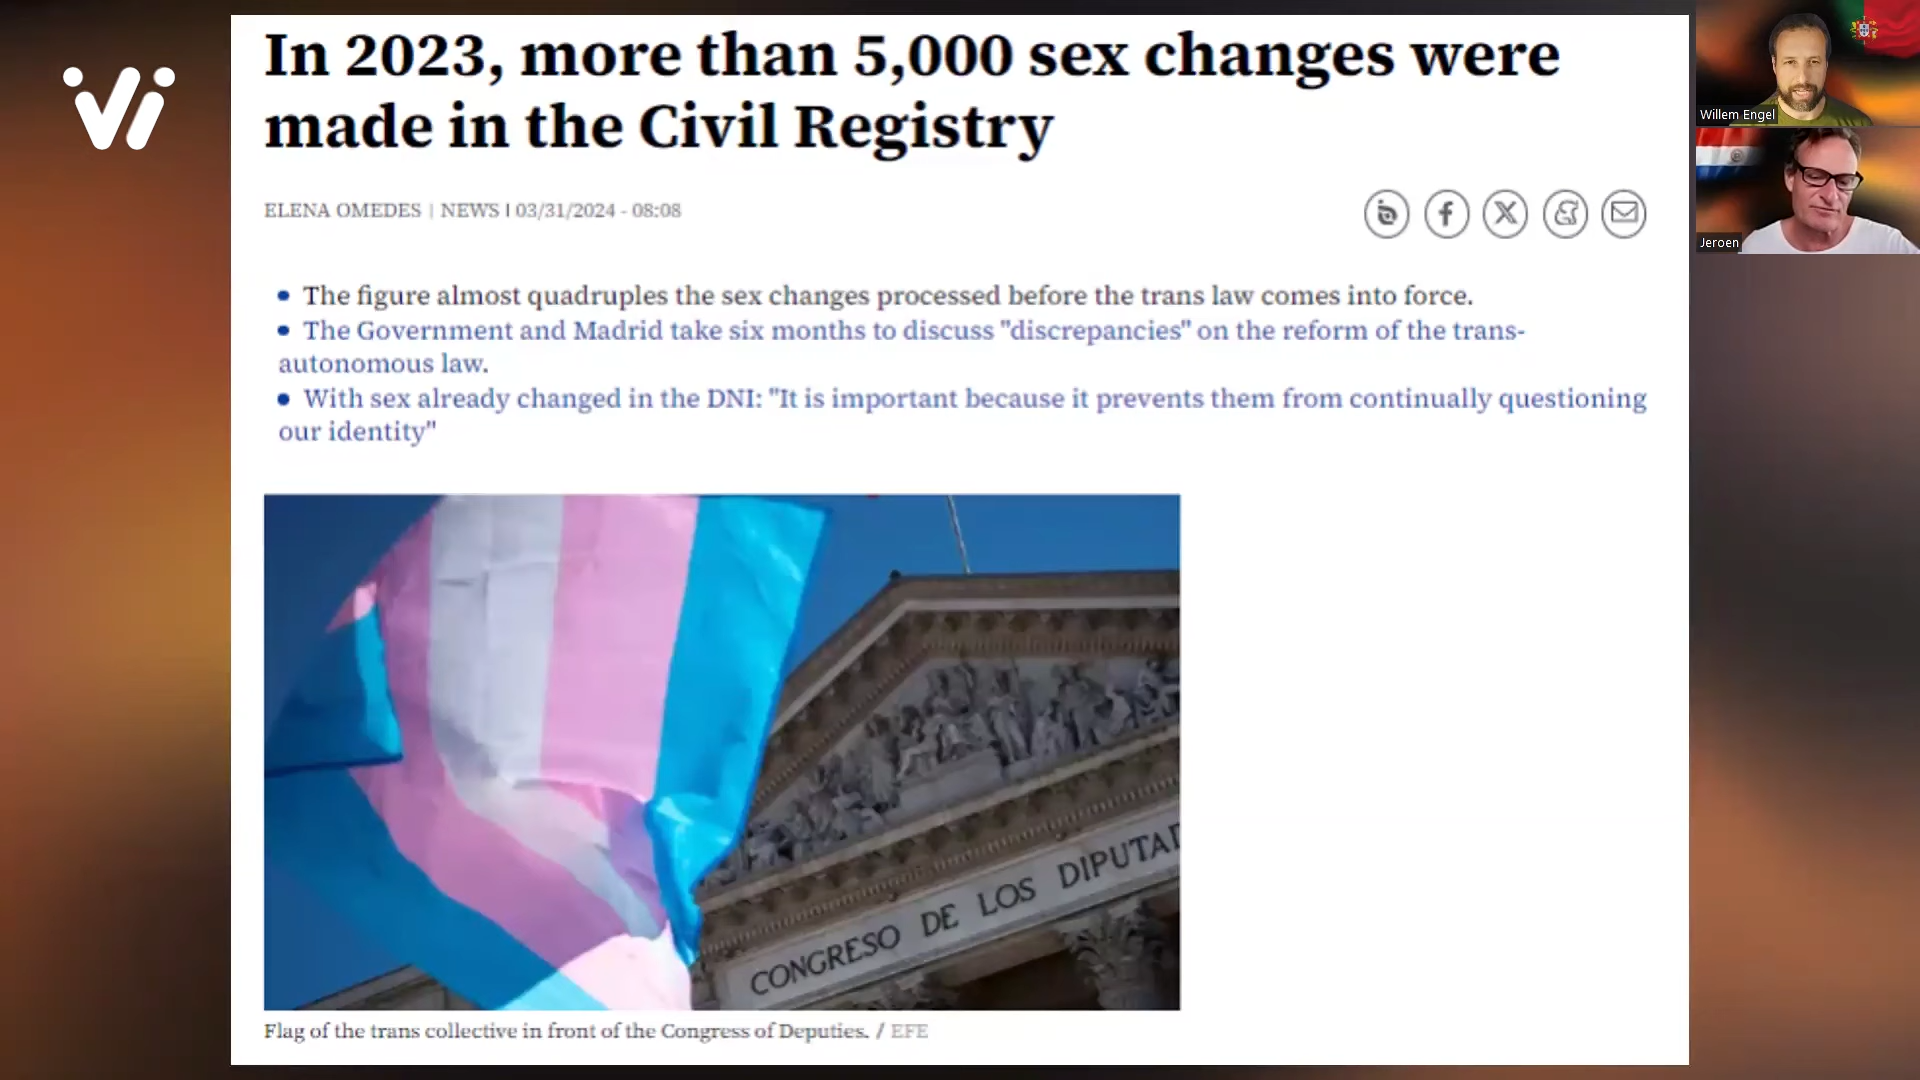 In 2023, more than 5,000 sex changes were
made in the Civil Registry
ELENA OMEDES | NEWS I 03/31/2024 - 08:08
• The figure almost quadruples the sex changes processed before the trans law comes into force.
• The Government and Madrid take six months to discuss "discrepancies" on the reform of the trans-
autonomous law.
• With sex already changed in the DNI: "It is important because it prevents them from continually questioning
our identity"
CONGRESO DE LOS DIPUTAD
Flag of the trans collective in front of the Congress of Deputies. / EFE
Willem Engel
Jeroen